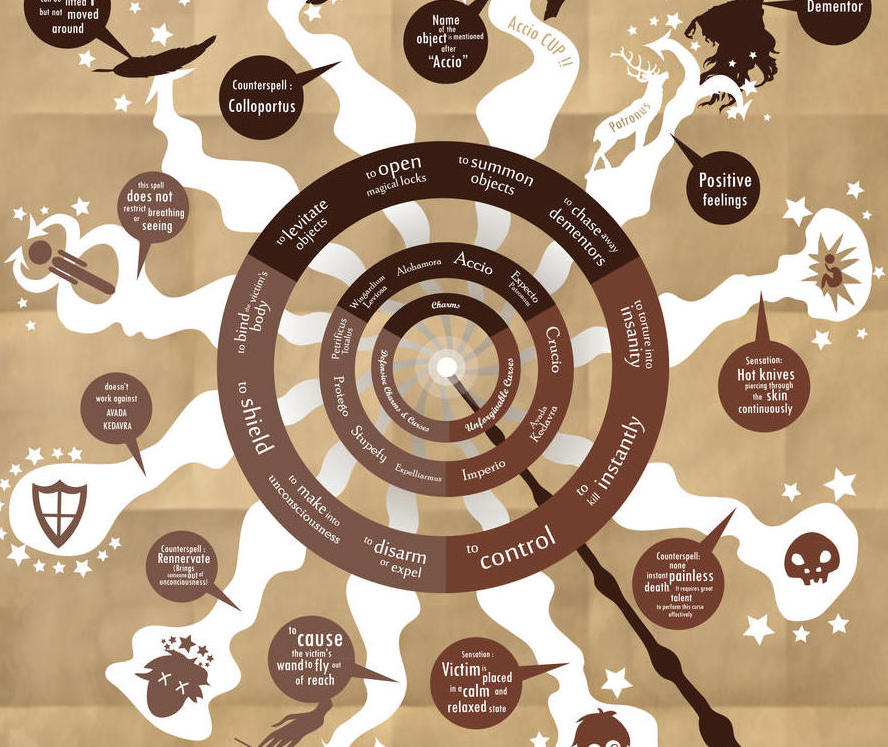 can be lifted
but not moved
around
Name
of the
object is mentioned
after
"Accio"
Accio CUP !!
Dementor
Counterspell :
Colloportus
Patronus
Positive
feelings
this spell
does not
restrict breathing
or
seeing
to levitate
objects
to open
magical locks
to summon
objects
to chase away
dementors
to torture into
insanity
to
kill instantly
to
control
to disarm
or expel
to make into
unconsciousness
to shield
to bind the victim's
body
Wingardium
Leviosa
Alohamora
Accio
Expecto
Patronum
Crucio
Avada
Kedavra
Imperio
Expelliarmus
Stupefy
Protego
Petrificus
Totalus
Charms
Unforgivable Curses
Defensive Charms & Curses
Sensation:
Hot knives
piercing through
the skin
continuously
doesn't
work against
AVADA
KEDAVRA
Counterspell :
Rennervate
(Brings
someone out of
unconciousness)
Counterspell:
none
instant painless
death. It requires great
talent
to perform this curse
effectively
to cause
the victim's
wand to fly out
of reach
Sensation :
Victim is placed
in a calm and
relaxed state